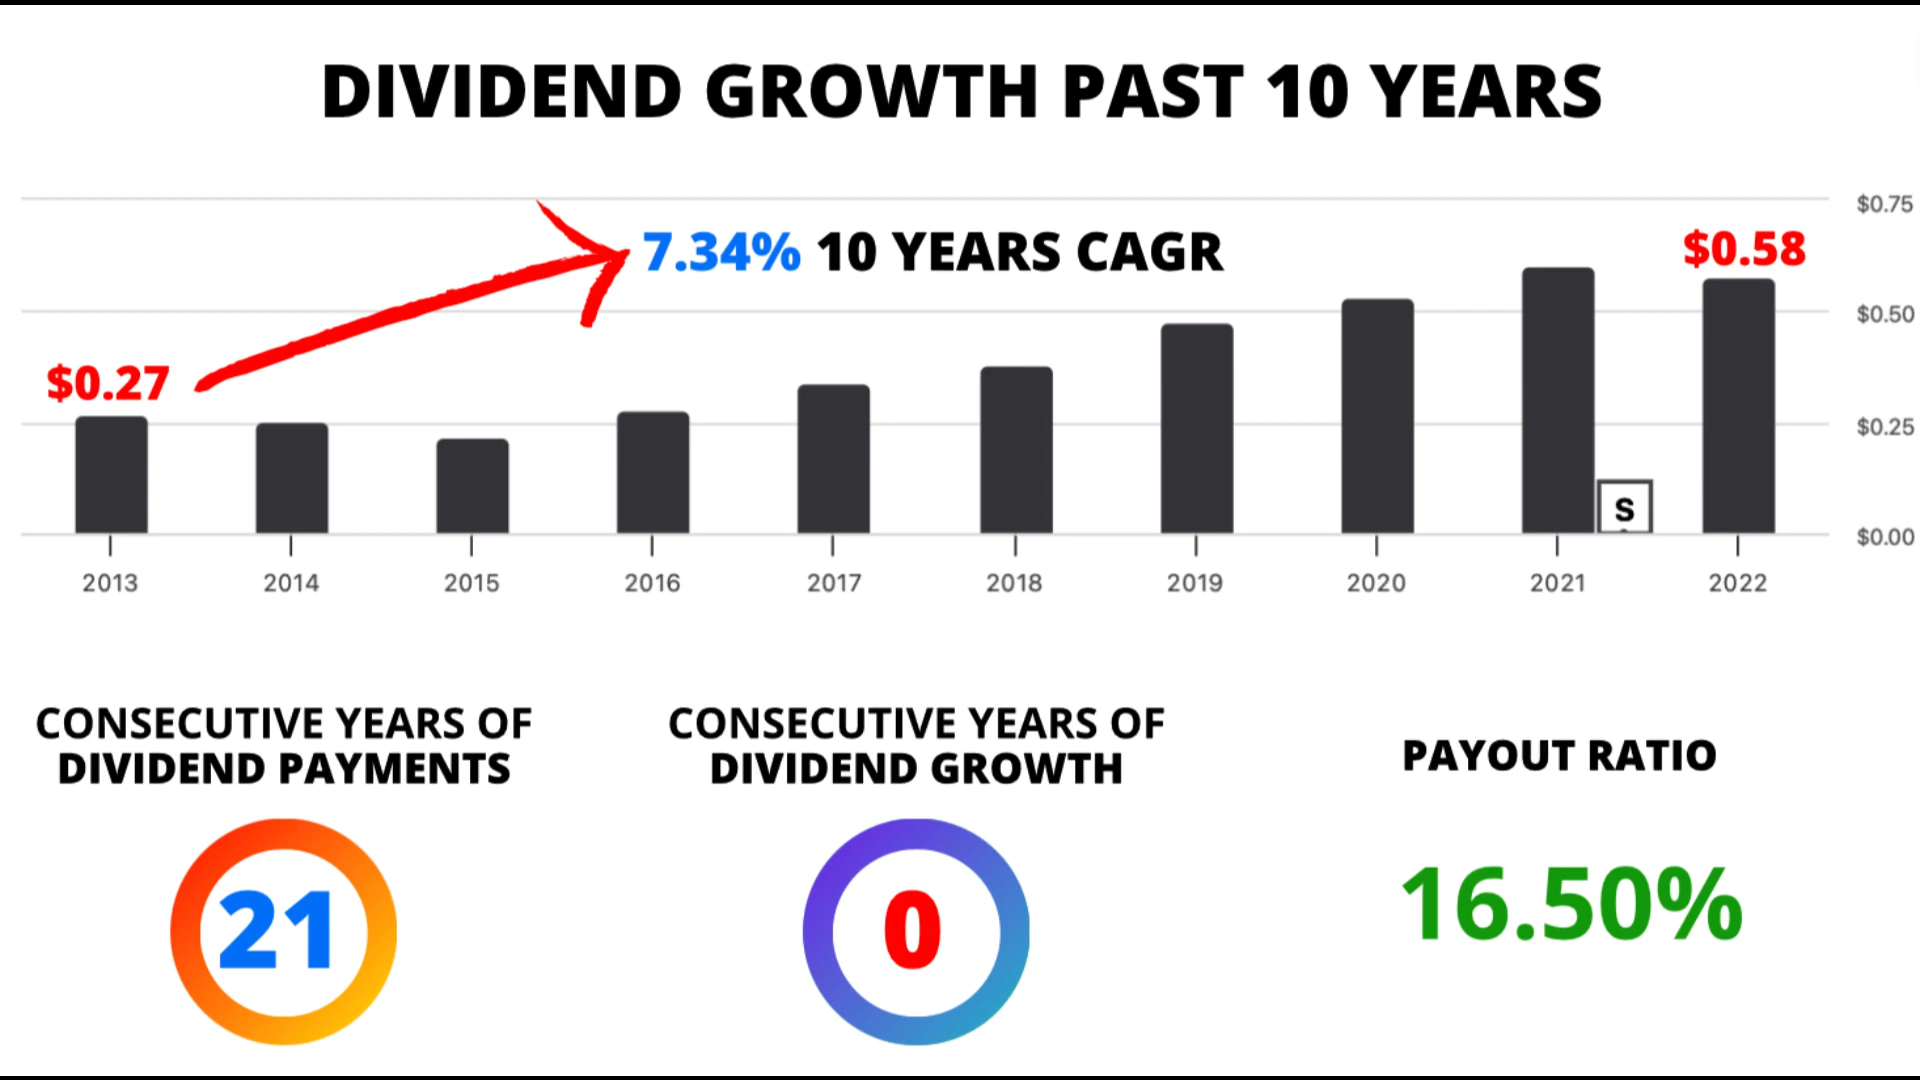 DIVIDEND GROWTH PAST 10 YEARS
$0.75
7.34% 10 YEARS CAGR
$0.58
$0.50
$0.27
$0.25
S
$0.00
2013 2014 2015 2016 2017 2018 2019 2020 2021 2022
CONSECUTIVE YEARS OF
DIVIDEND PAYMENTS
21
CONSECUTIVE YEARS OF
DIVIDEND GROWTH
0
PAYOUT RATIO
16.50%